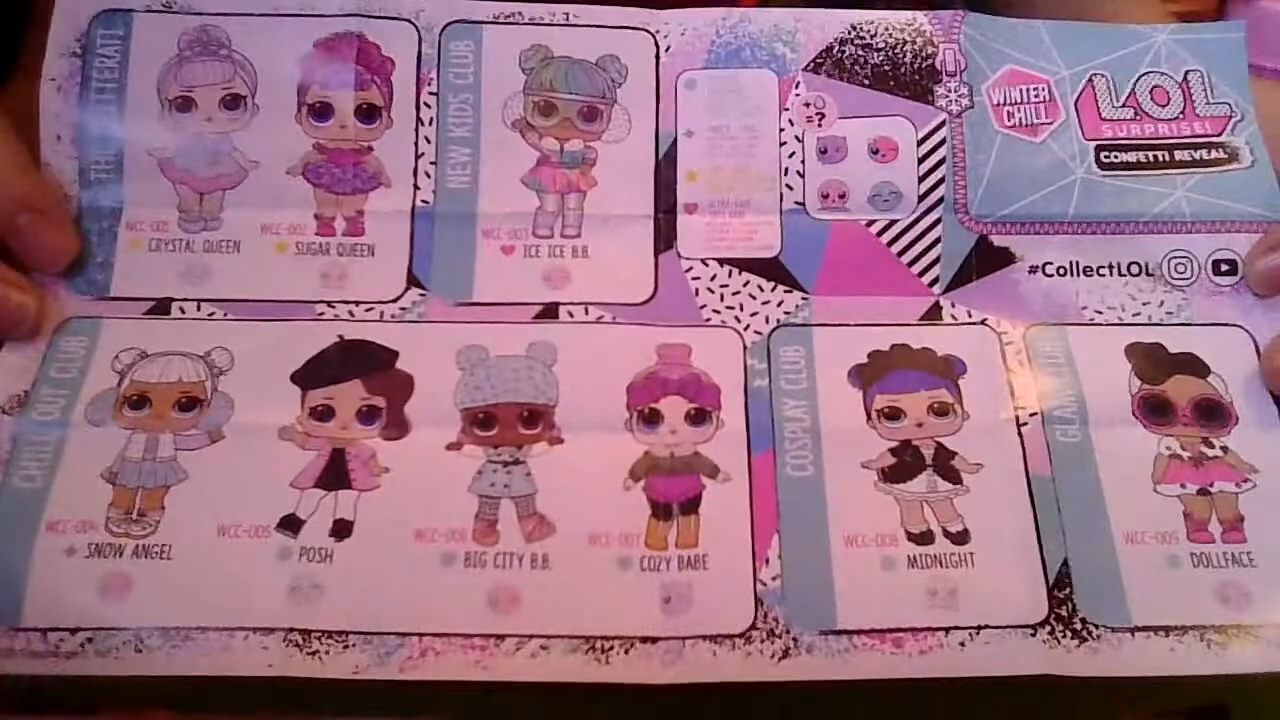 THE GLITTERATI
WCC-001
CRYSTAL QUEEN
WCC-002
SUGAR QUEEN
NEW KIDS CLUB
WCC-003
ICE ICE B.B.
+
=?
WINTER
CHILL
L.O.L
SURPRISE!
CONFETTI REVEAL
#CollectLOL
CHILL OUT CLUB
WCC-004
SNOW ANGEL
WCC-005
POSH
WCC-006
BIG CITY B.B.
WCC-007
COZY BABE
COSPLAY CLUB
WCC-008
MIDNIGHT
GLAM CLUB
WCC-009
DOLLFACE